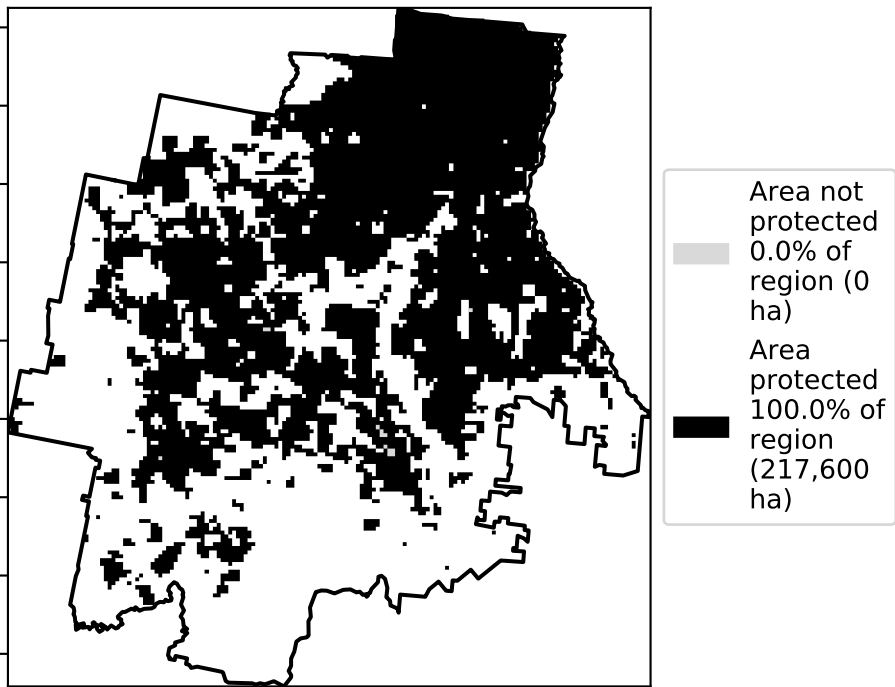 Area not
protected
0.0% of
region (0
ha)
Area
protected
100.0% of
region
(217,600
ha)